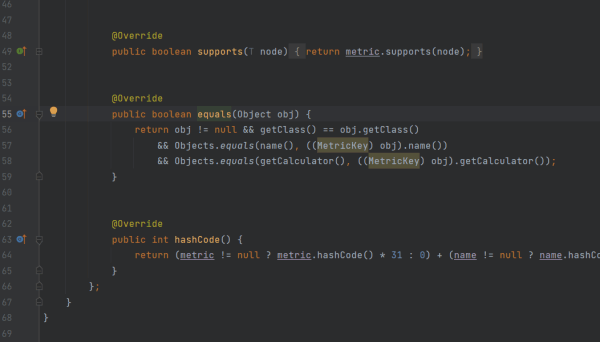 46
47
48 @Override
49 public boolean supports(T node) { return metric.supports(node); }
52
53
54 @Override
55 public boolean equals(Object obj) {
56 return obj != null && getClass() == obj.getClass()
57 && Objects.equals(name(), ((MetricKey) obj).name())
58 && Objects.equals(getCalculator(), ((MetricKey) obj).getCalculator());
59 }
60
61
62 @Override
63 public int hashCode() {
64 return (metric != null ? metric.hashCode() * 31 : 0) + (name != null ? name.hashC
65 }
66 };
67 }
68 }
69